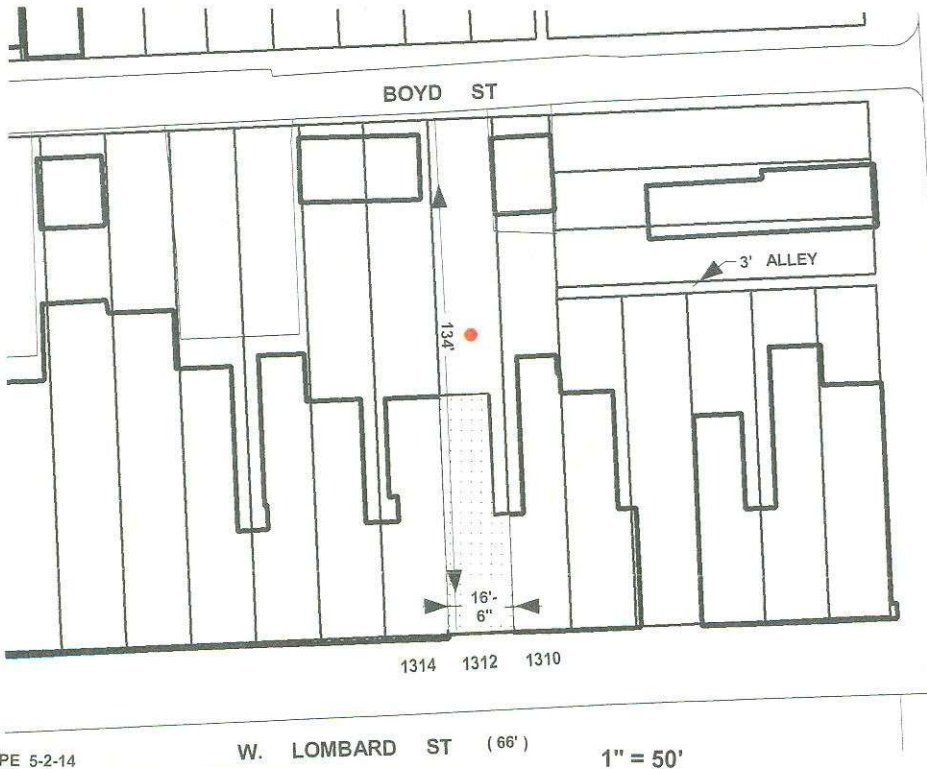 BOYD ST
3' ALLEY
134'
16'-
6"
1314 1312 1310
W. LOMBARD ST (66')
PE 5-2-14
1" = 50'